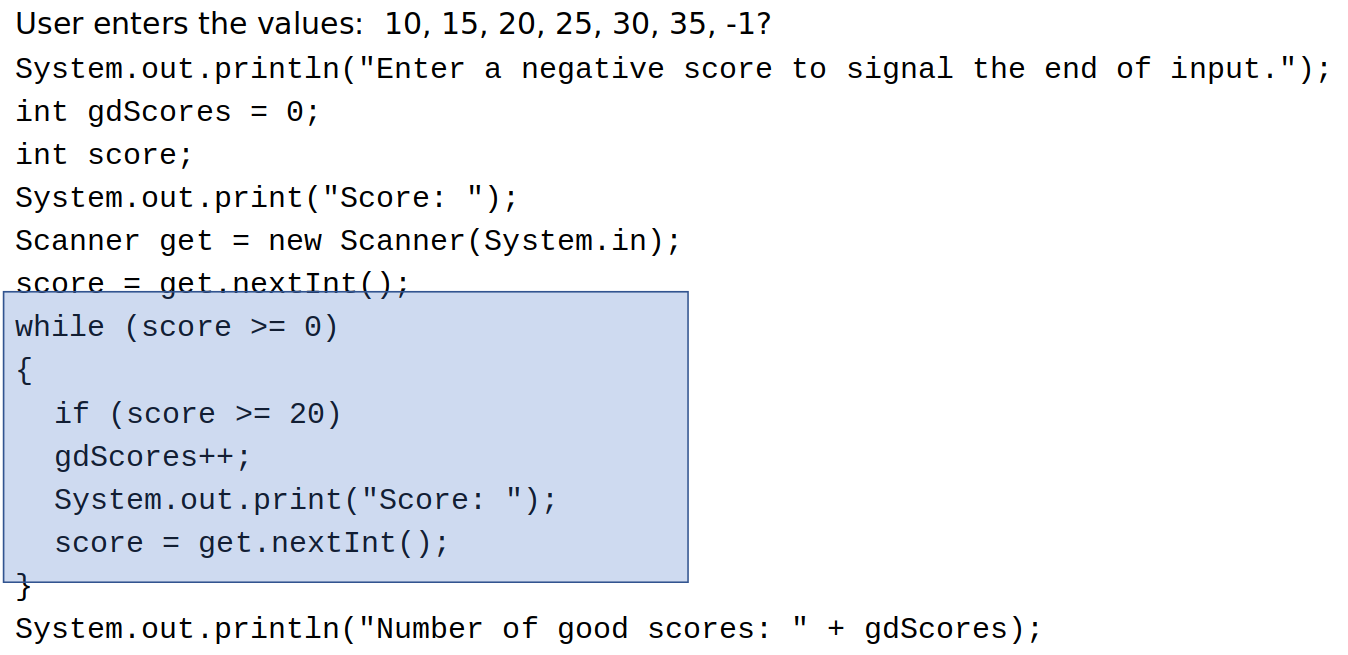 User enters the values:  10, 15, 20, 25, 30, 35, -1?
System.out.println("Enter a negative score to signal the end of input.");
int gdScores = 0;
int score;
System.out.print("Score: ");
Scanner get = new Scanner(System.in);
score = get.nextInt();
while (score >= 0)
{
  if (score >= 20)
  gdScores++;
  System.out.print("Score: ");
  score = get.nextInt();
}
System.out.println("Number of good scores: " + gdScores);